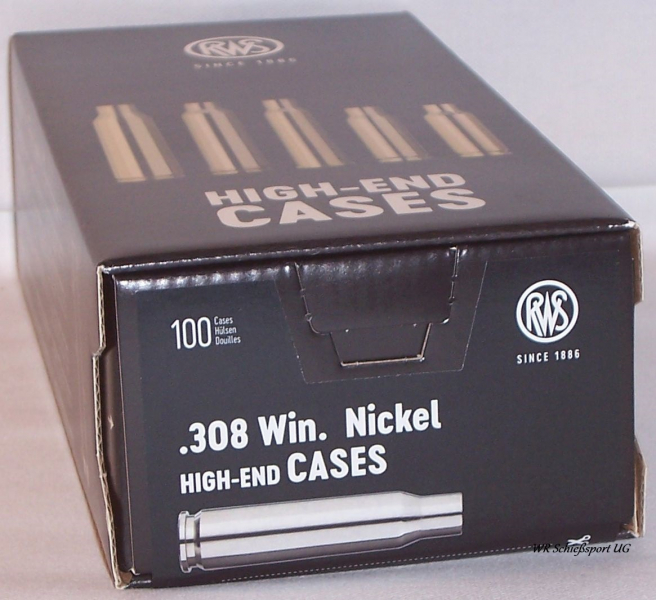 RWS
SINCE 1886
HIGH-END
CASES
100 Cases
Hülsen
Douilles
RWS
SINCE 1886
.308 Win. Nickel
HIGH-END CASES
WR Schießsport UG